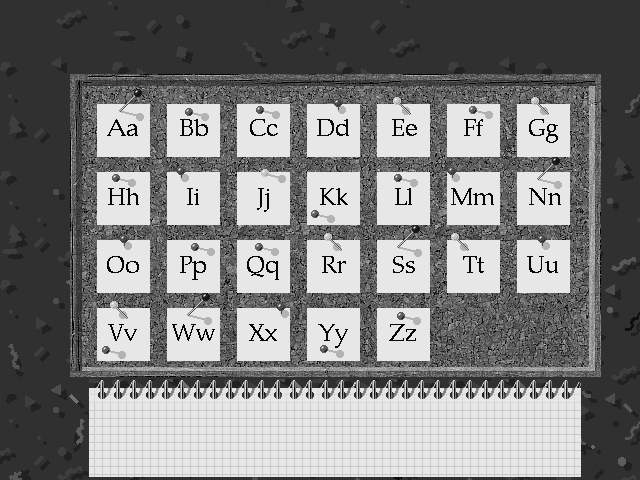 Aa Bb Cc Dd Ee Ff Gg
Hh Ii Jj Kk Ll Mm Nn
Oo Pp Qq Rr Ss Tt Uu
Vv Ww Xx Yy Zz